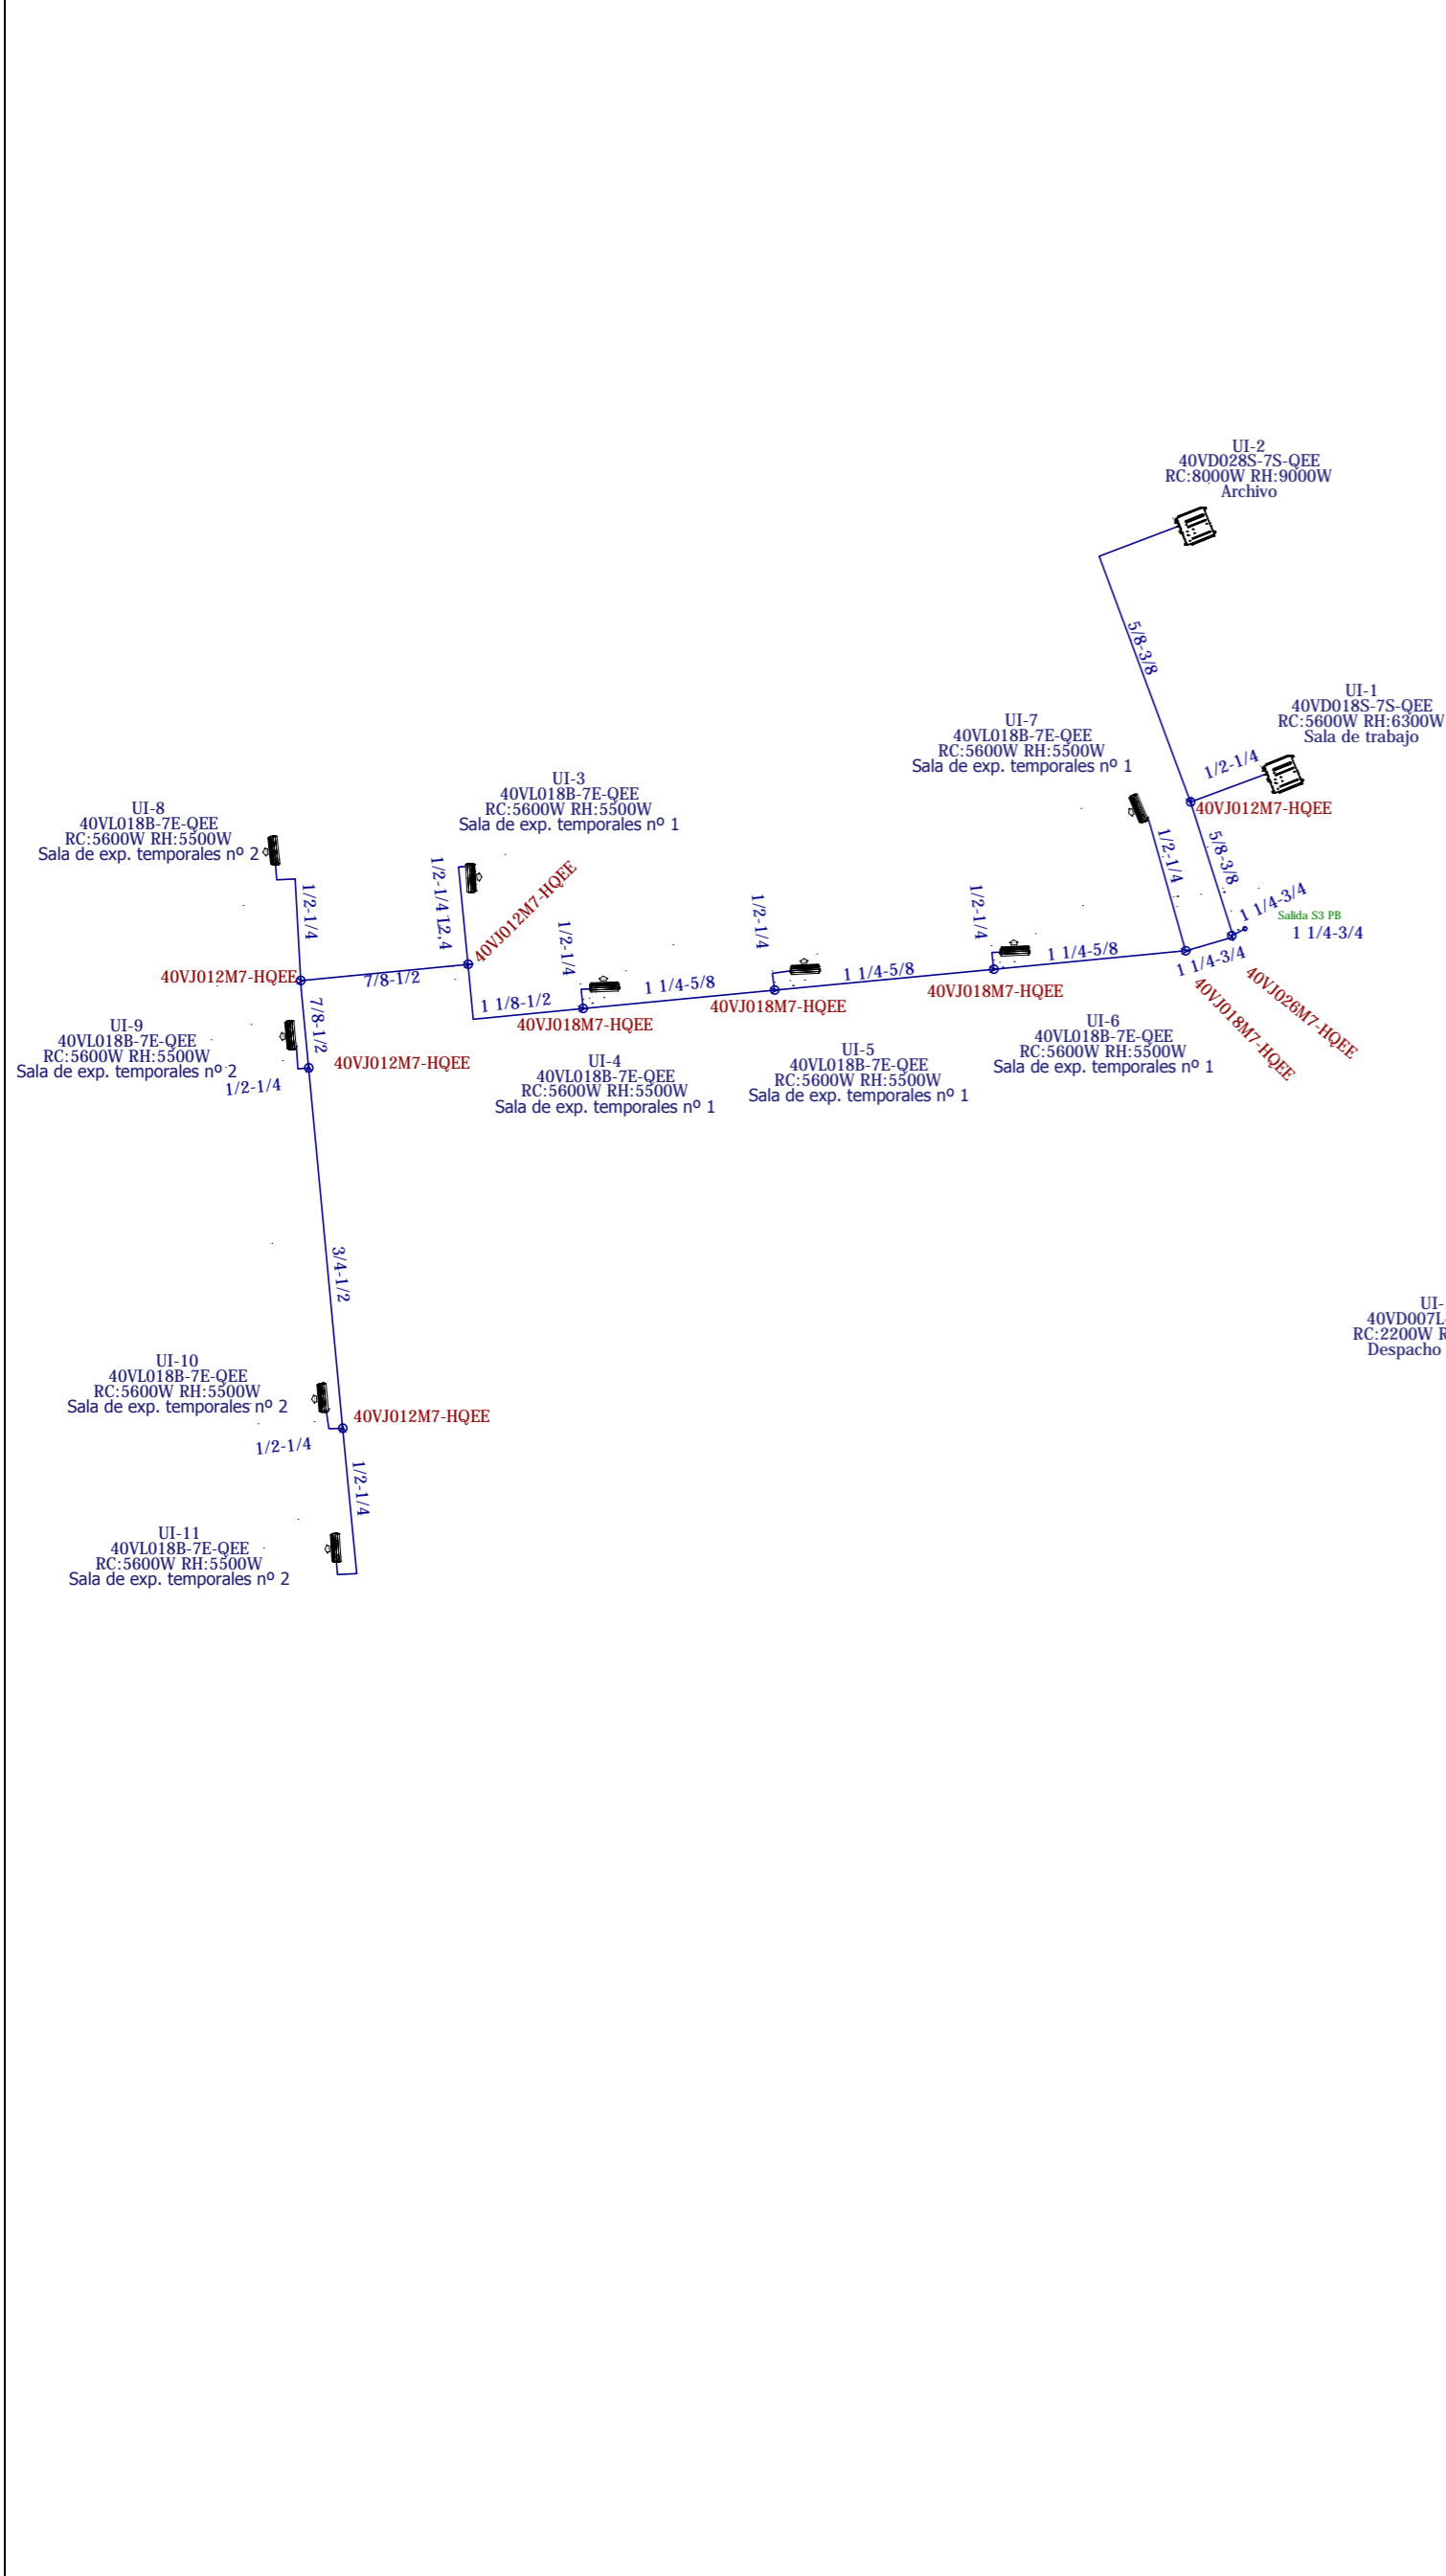 UI-2
40VD028S-7S-QEE
RC:8000W RH:9000W
Archivo
5/8-3/8
UI-1
40VD018S-7S-QEE
RC:5600W RH:6300W
Sala de trabajo
1/2-1/4
40VJ012M7-HQEE
5/8-3/8
UI-7
40VL018B-7E-QEE
RC:5600W RH:5500W
Sala de exp. temporales nº 1
1/2-1/4
UI-3
40VL018B-7E-QEE
RC:5600W RH:5500W
Sala de exp. temporales nº 1
1/2-1/4 L2,4
40VJ012M7-HQEE
UI-8
40VL018B-7E-QEE
RC:5600W RH:5500W
Sala de exp. temporales nº 2
1/2-1/4
40VJ012M7-HQEE
7/8-1/2
1 1/8-1/2
1/2-1/4
40VJ018M7-HQEE
1 1/4-5/8
1/2-1/4
40VJ018M7-HQEE
1 1/4-5/8
1/2-1/4
40VJ018M7-HQEE
1 1/4-5/8
1 1/4-3/4
1 1/4-3/4
Salida S3 PB
1 1/4-3/4
40VJ026M7-HQEE
40VJ018M7-HQEE
7/8-1/2
UI-9
40VL018B-7E-QEE
RC:5600W RH:5500W
Sala de exp. temporales nº 2
1/2-1/4
40VJ012M7-HQEE
UI-4
40VL018B-7E-QEE
RC:5600W RH:5500W
Sala de exp. temporales nº 1
UI-5
40VL018B-7E-QEE
RC:5600W RH:5500W
Sala de exp. temporales nº 1
UI-6
40VL018B-7E-QEE
RC:5600W RH:5500W
Sala de exp. temporales nº 1
3/4-1/2
UI-
40VD007L-
RC:2200W R
Despacho
UI-10
40VL018B-7E-QEE
RC:5600W RH:5500W
Sala de exp. temporales nº 2
1/2-1/4
40VJ012M7-HQEE
1/2-1/4
UI-11
40VL018B-7E-QEE
RC:5600W RH:5500W
Sala de exp. temporales nº 2